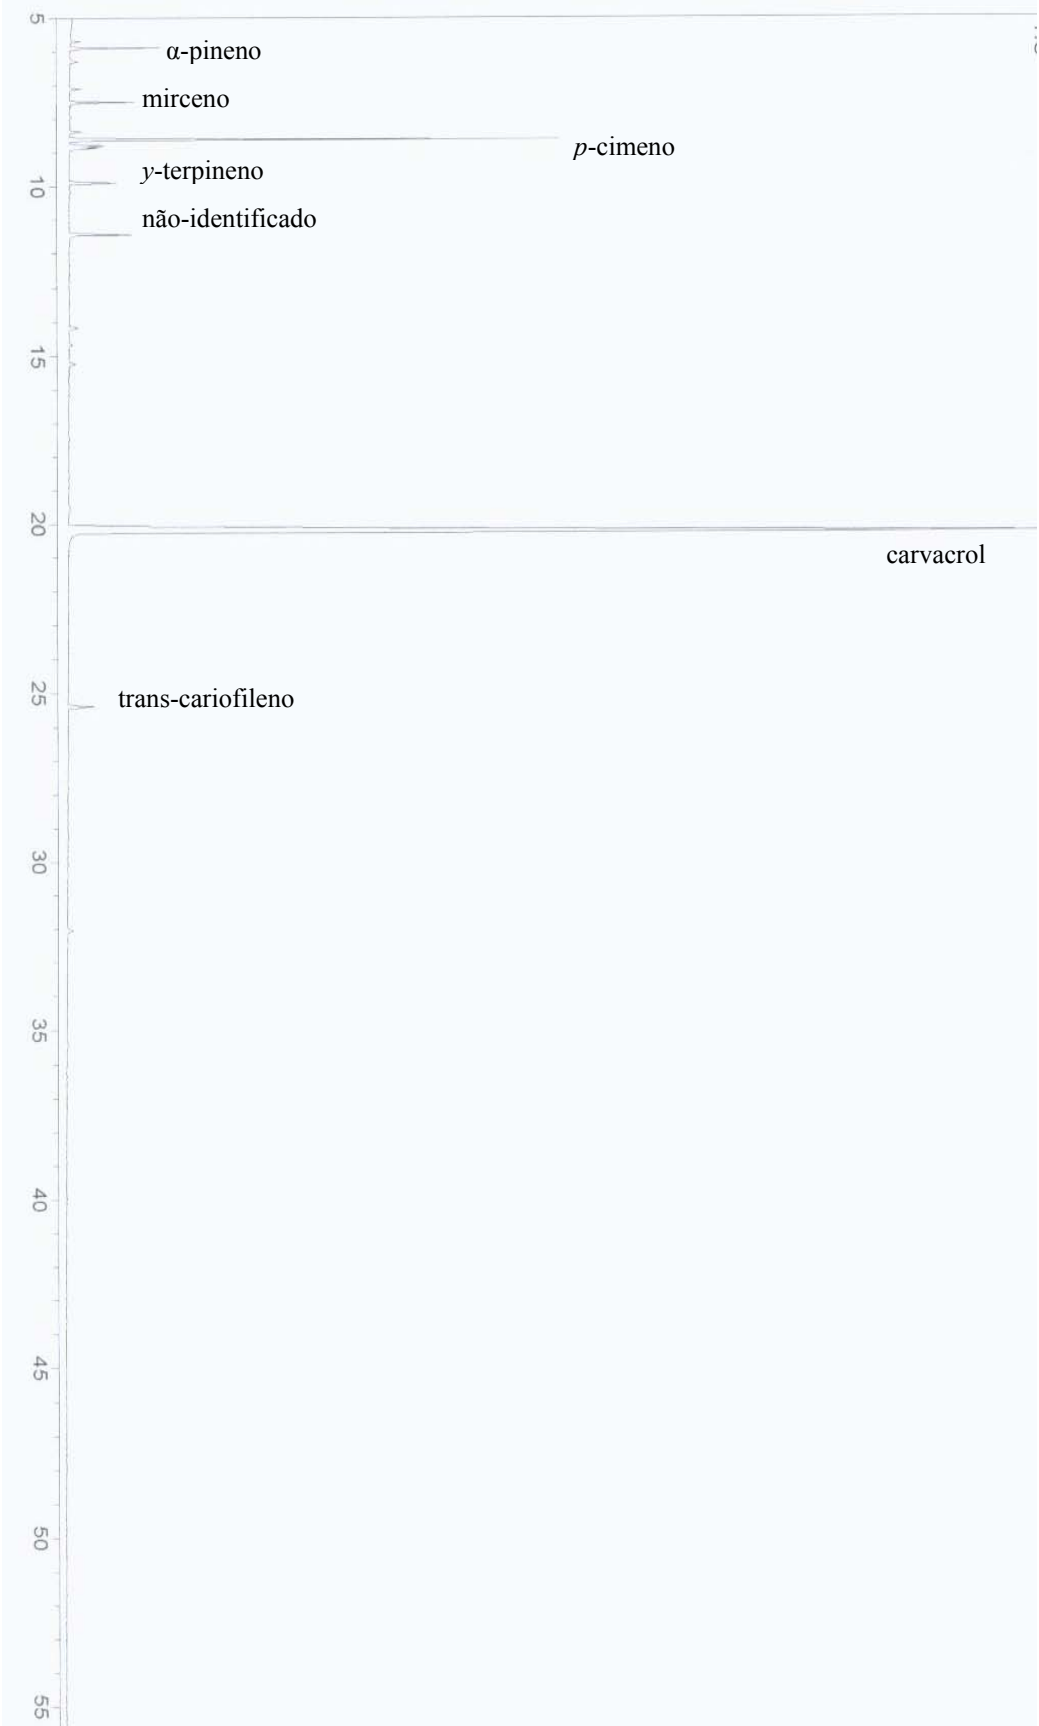 5
α-pineno
mirceno
p-cimeno
y-terpineno
10
não-identificado
15
20
carvacrol
25
trans-cariofileno
30
35
40
45
50
55